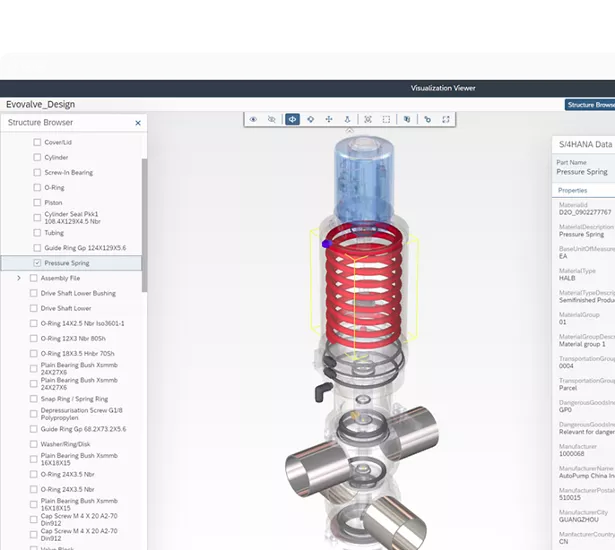 Visualization Viewer
Evovalve_Design
Structure Browser
S/4HANA Data
Cover/Lid
Cylinder
Screw-In Bearing
O-Ring
Piston
Cylinder Seal Pkk1
108.4X129X4.5 Nbr
Tubing
Guide Ring Gp 124X129X5.6
Pressure Spring
Assembly File
Drive Shaft Lower Bushing
Drive Shaft Lower
O-Ring 14X2.5 Nbr Iso3601-1
O-Ring 12X3 Nbr 80Sh
O-Ring 18X3.5 Hnbr 70Sh
Plain Bearing Bush Xsmmb
24X27X6
Plain Bearing Bush Xsmmb
24X27X6
Snap Ring / Spring Ring
Depressurisation Screw G1/8
Polypropylen
Guide Ring Gp 68.2X73.2X5.6
Washer/Ring/Disk
Plain Bearing Bush Xsmmb
16X18X15
O-Ring 24X3.5 Nbr
O-Ring 24X3.5 Nbr
Plain Bearing Bush Xsmmb
16X18X15
Cap Screw M 4 X 20 A2-70
Din912
Cap Screw M 4 X 20 A2-70
Din912
Valve Block
Structure Browse
Part Name
Pressure Spring
Properties
MaterialId
D2O_0902277767
MaterialDescription
Pressure Spring
BaseUnitOfMeasure
EA
MaterialType
HALB
MaterialTypeDescri
Semifinished Produ
MaterialGroup
01
MaterialGroupDescr
Material group 1
TransportationGrou
0004
TransportationGrou
Parcel
DangerousGoodsInd
GP0
DangerousGoodsInd
Relevant for danger
Manufacturer
1000068
ManufacturerName
AutoPump China In
ManufacturerPostal
510015
ManufacturerCity
GUANGZHOU
ManfacturerCountry
CN